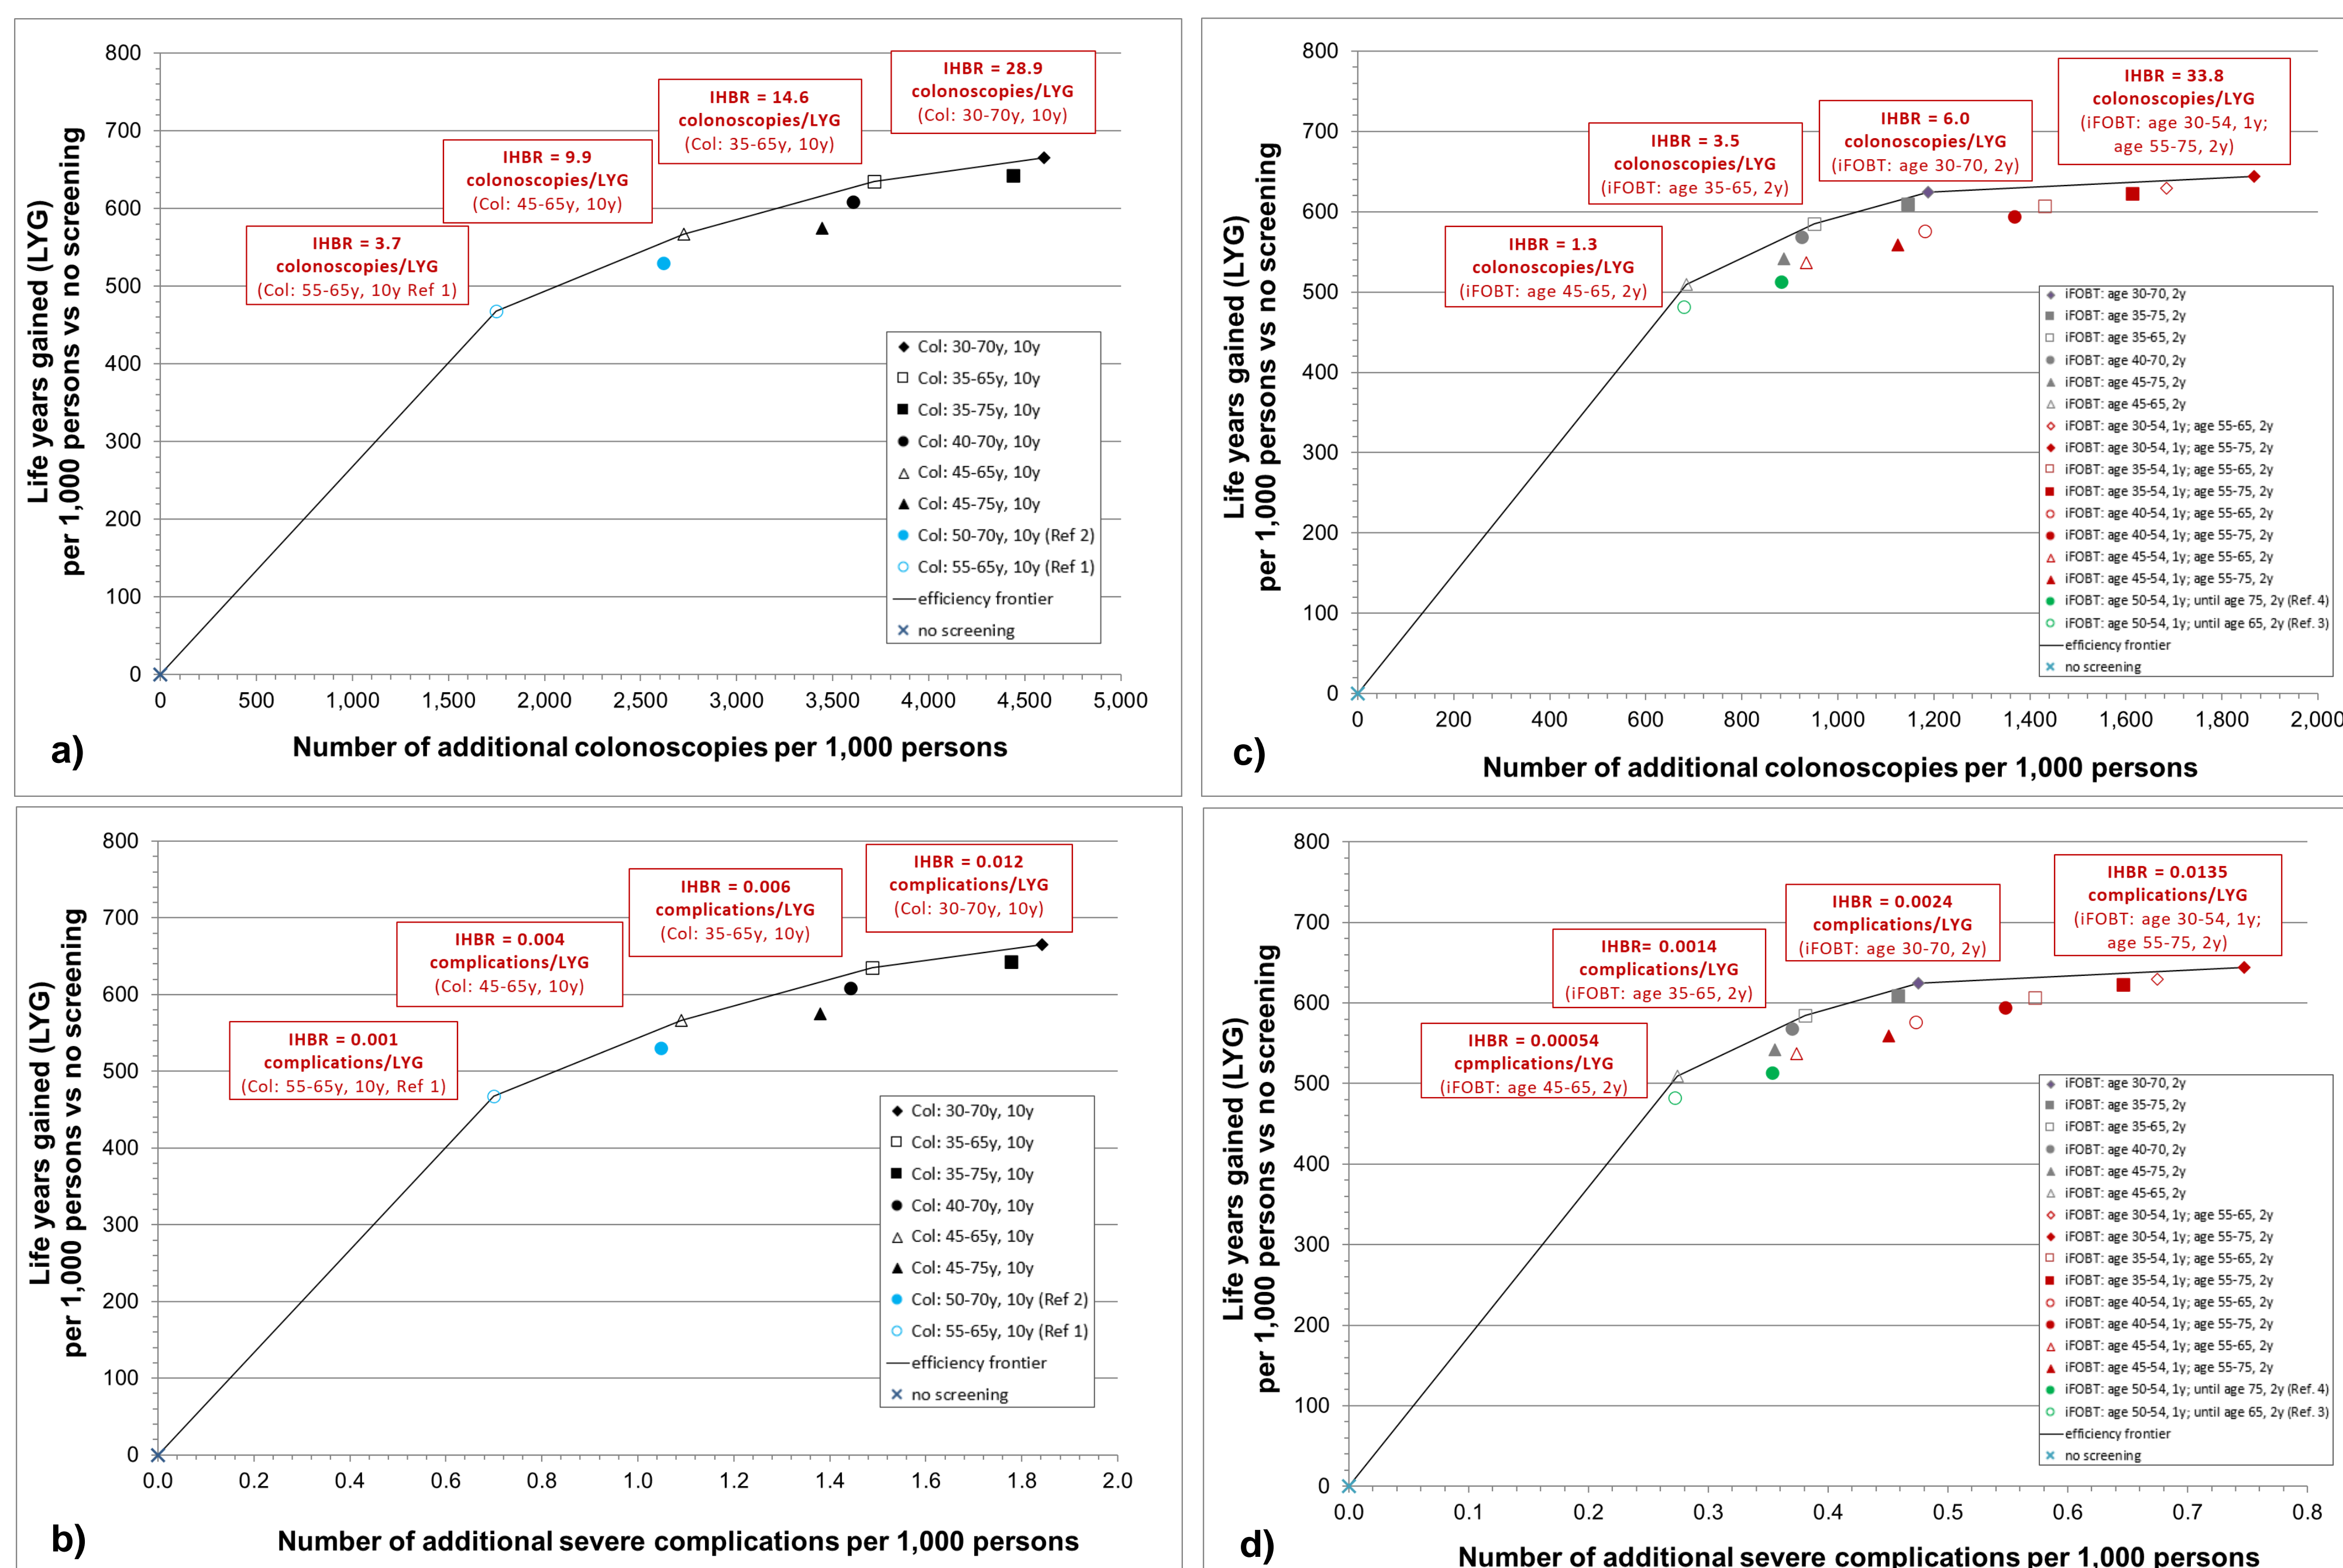 Life years gained (LYG)
per 1,000 persons vs no screening
800
700
600
500
400
300
200
100
0
IHBR = 3.7
colonoscopies/LYG
(Col: 55-65y, 10y Ref 1)
IHBR = 9.9
colonoscopies/LYG
(Col: 45-65y, 10y)
IHBR = 14.6
colonoscopies/LYG
(Col: 35-65y, 10y)
IHBR = 28.9
colonoscopies/LYG
(Col: 30-70y, 10y)
Col: 30-70y, 10y
Col: 35-65y, 10y
Col: 35-75y, 10y
Col: 40-70y, 10y
Col: 45-65y, 10y
Col: 45-75y, 10y
Col: 50-70y, 10y (Ref 2)
Col: 55-65y, 10y (Ref 1)
efficiency frontier
no screening
0 500 1,000 1,500 2,000 2,500 3,000 3,500 4,000 4,500 5,000
Number of additional colonoscopies per 1,000 persons
a)
Life years gained (LYG)
per 1,000 persons vs no screening
800
700
600
500
400
300
200
100
0
IHBR = 1.3
colonoscopies/LYG
(iFOBT: age 45-65, 2y)
IHBR = 3.5
colonoscopies/LYG
(iFOBT: age 35-65, 2y)
IHBR = 6.0
colonoscopies/LYG
(iFOBT: age 30-70, 2y)
IHBR = 33.8
colonoscopies/LYG
(iFOBT: age 30-54, 1y;
age 55-75, 2y)
iFOBT: age 30-70, 2y
iFOBT: age 35-75, 2y
iFOBT: age 35-65, 2y
iFOBT: age 40-70, 2y
iFOBT: age 45-75, 2y
iFOBT: age 45-65, 2y
iFOBT: age 30-54, 1y; age 55-65, 2y
iFOBT: age 30-54, 1y; age 55-75, 2y
iFOBT: age 35-54, 1y; age 55-65, 2y
iFOBT: age 35-54, 1y; age 55-75, 2y
iFOBT: age 40-54, 1y; age 55-65, 2y
iFOBT: age 40-54, 1y; age 55-75, 2y
iFOBT: age 45-54, 1y; age 55-65, 2y
iFOBT: age 45-54, 1y; age 55-75, 2y
iFOBT: age 50-54, 1y; until age 75, 2y (Ref. 4)
iFOBT: age 50-54, 1y; until age 65, 2y (Ref. 3)
efficiency frontier
no screening
0 200 400 600 800 1,000 1,200 1,400 1,600 1,800 2,000
Number of additional colonoscopies per 1,000 persons
c)
Life years gained (LYG)
per 1,000 persons vs no screening
800
700
600
500
400
300
200
100
0
IHBR = 0.001
complications/LYG
(Col: 55-65y, 10y, Ref 1)
IHBR = 0.004
complications/LYG
(Col: 45-65y, 10y)
IHBR = 0.006
complications/LYG
(Col: 35-65y, 10y)
IHBR = 0.012
complications/LYG
(Col: 30-70y, 10y)
Col: 30-70y, 10y
Col: 35-65y, 10y
Col: 35-75y, 10y
Col: 40-70y, 10y
Col: 45-65y, 10y
Col: 45-75y, 10y
Col: 50-70y, 10y (Ref 2)
Col: 55-65y, 10y (Ref 1)
efficiency frontier
no screening
0.0 0.2 0.4 0.6 0.8 1.0 1.2 1.4 1.6 1.8 2.0
Number of additional severe complications per 1,000 persons
b)
Life years gained (LYG)
per 1,000 persons vs no screening
800
700
600
500
400
300
200
100
0
IHBR = 0.00054
cpmplications/LYG
(iFOBT: age 45-65, 2y)
IHBR= 0.0014
complications/LYG
(iFOBT: age 35-65, 2y)
IHBR = 0.0024
complications/LYG
(iFOBT: age 30-70, 2y)
IHBR = 0.0135
complications/LYG
(iFOBT: age 30-54, 1y;
age 55-75, 2y)
iFOBT: age 30-70, 2y
iFOBT: age 35-75, 2y
iFOBT: age 35-65, 2y
iFOBT: age 40-70, 2y
iFOBT: age 45-75, 2y
iFOBT: age 45-65, 2y
iFOBT: age 30-54, 1y; age 55-65, 2y
iFOBT: age 30-54, 1y; age 55-75, 2y
iFOBT: age 35-54, 1y; age 55-65, 2y
iFOBT: age 35-54, 1y; age 55-75, 2y
iFOBT: age 40-54, 1y; age 55-65, 2y
iFOBT: age 40-54, 1y; age 55-75, 2y
iFOBT: age 45-54, 1y; age 55-65, 2y
iFOBT: age 45-54, 1y; age 55-75, 2y
iFOBT: age 50-54, 1y; until age 75, 2y (Ref. 4)
iFOBT: age 50-54, 1y; until age 65, 2y (Ref. 3)
efficiency frontier
no screening
0.0 0.1 0.2 0.3 0.4 0.5 0.6 0.7 0.8
Number of additional severe complications per 1,000 persons
d)